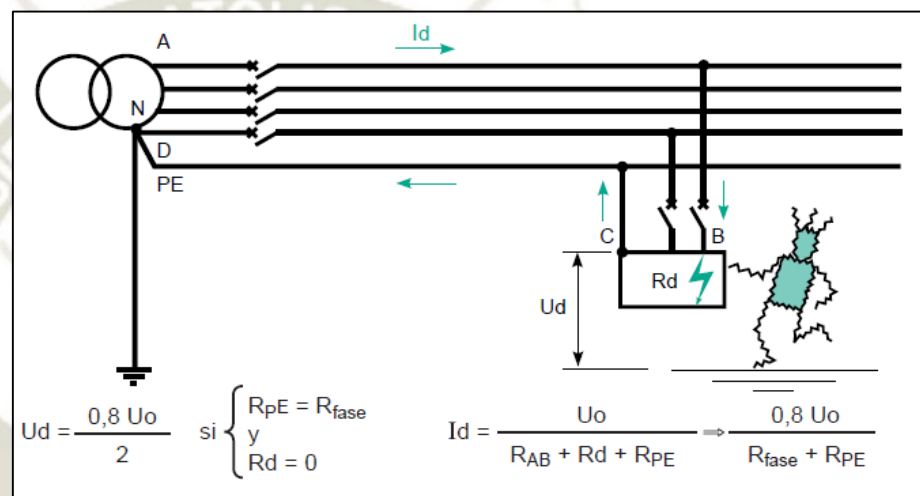 A
Id
N
D
PE
C
B
Rd
Ud
Ud = 0,8 Uo / 2 si { RPE = Rfase y Rd = 0
Id = Uo / RAB + Rd + RPE ⇒ 0,8 Uo / Rfase + RPE